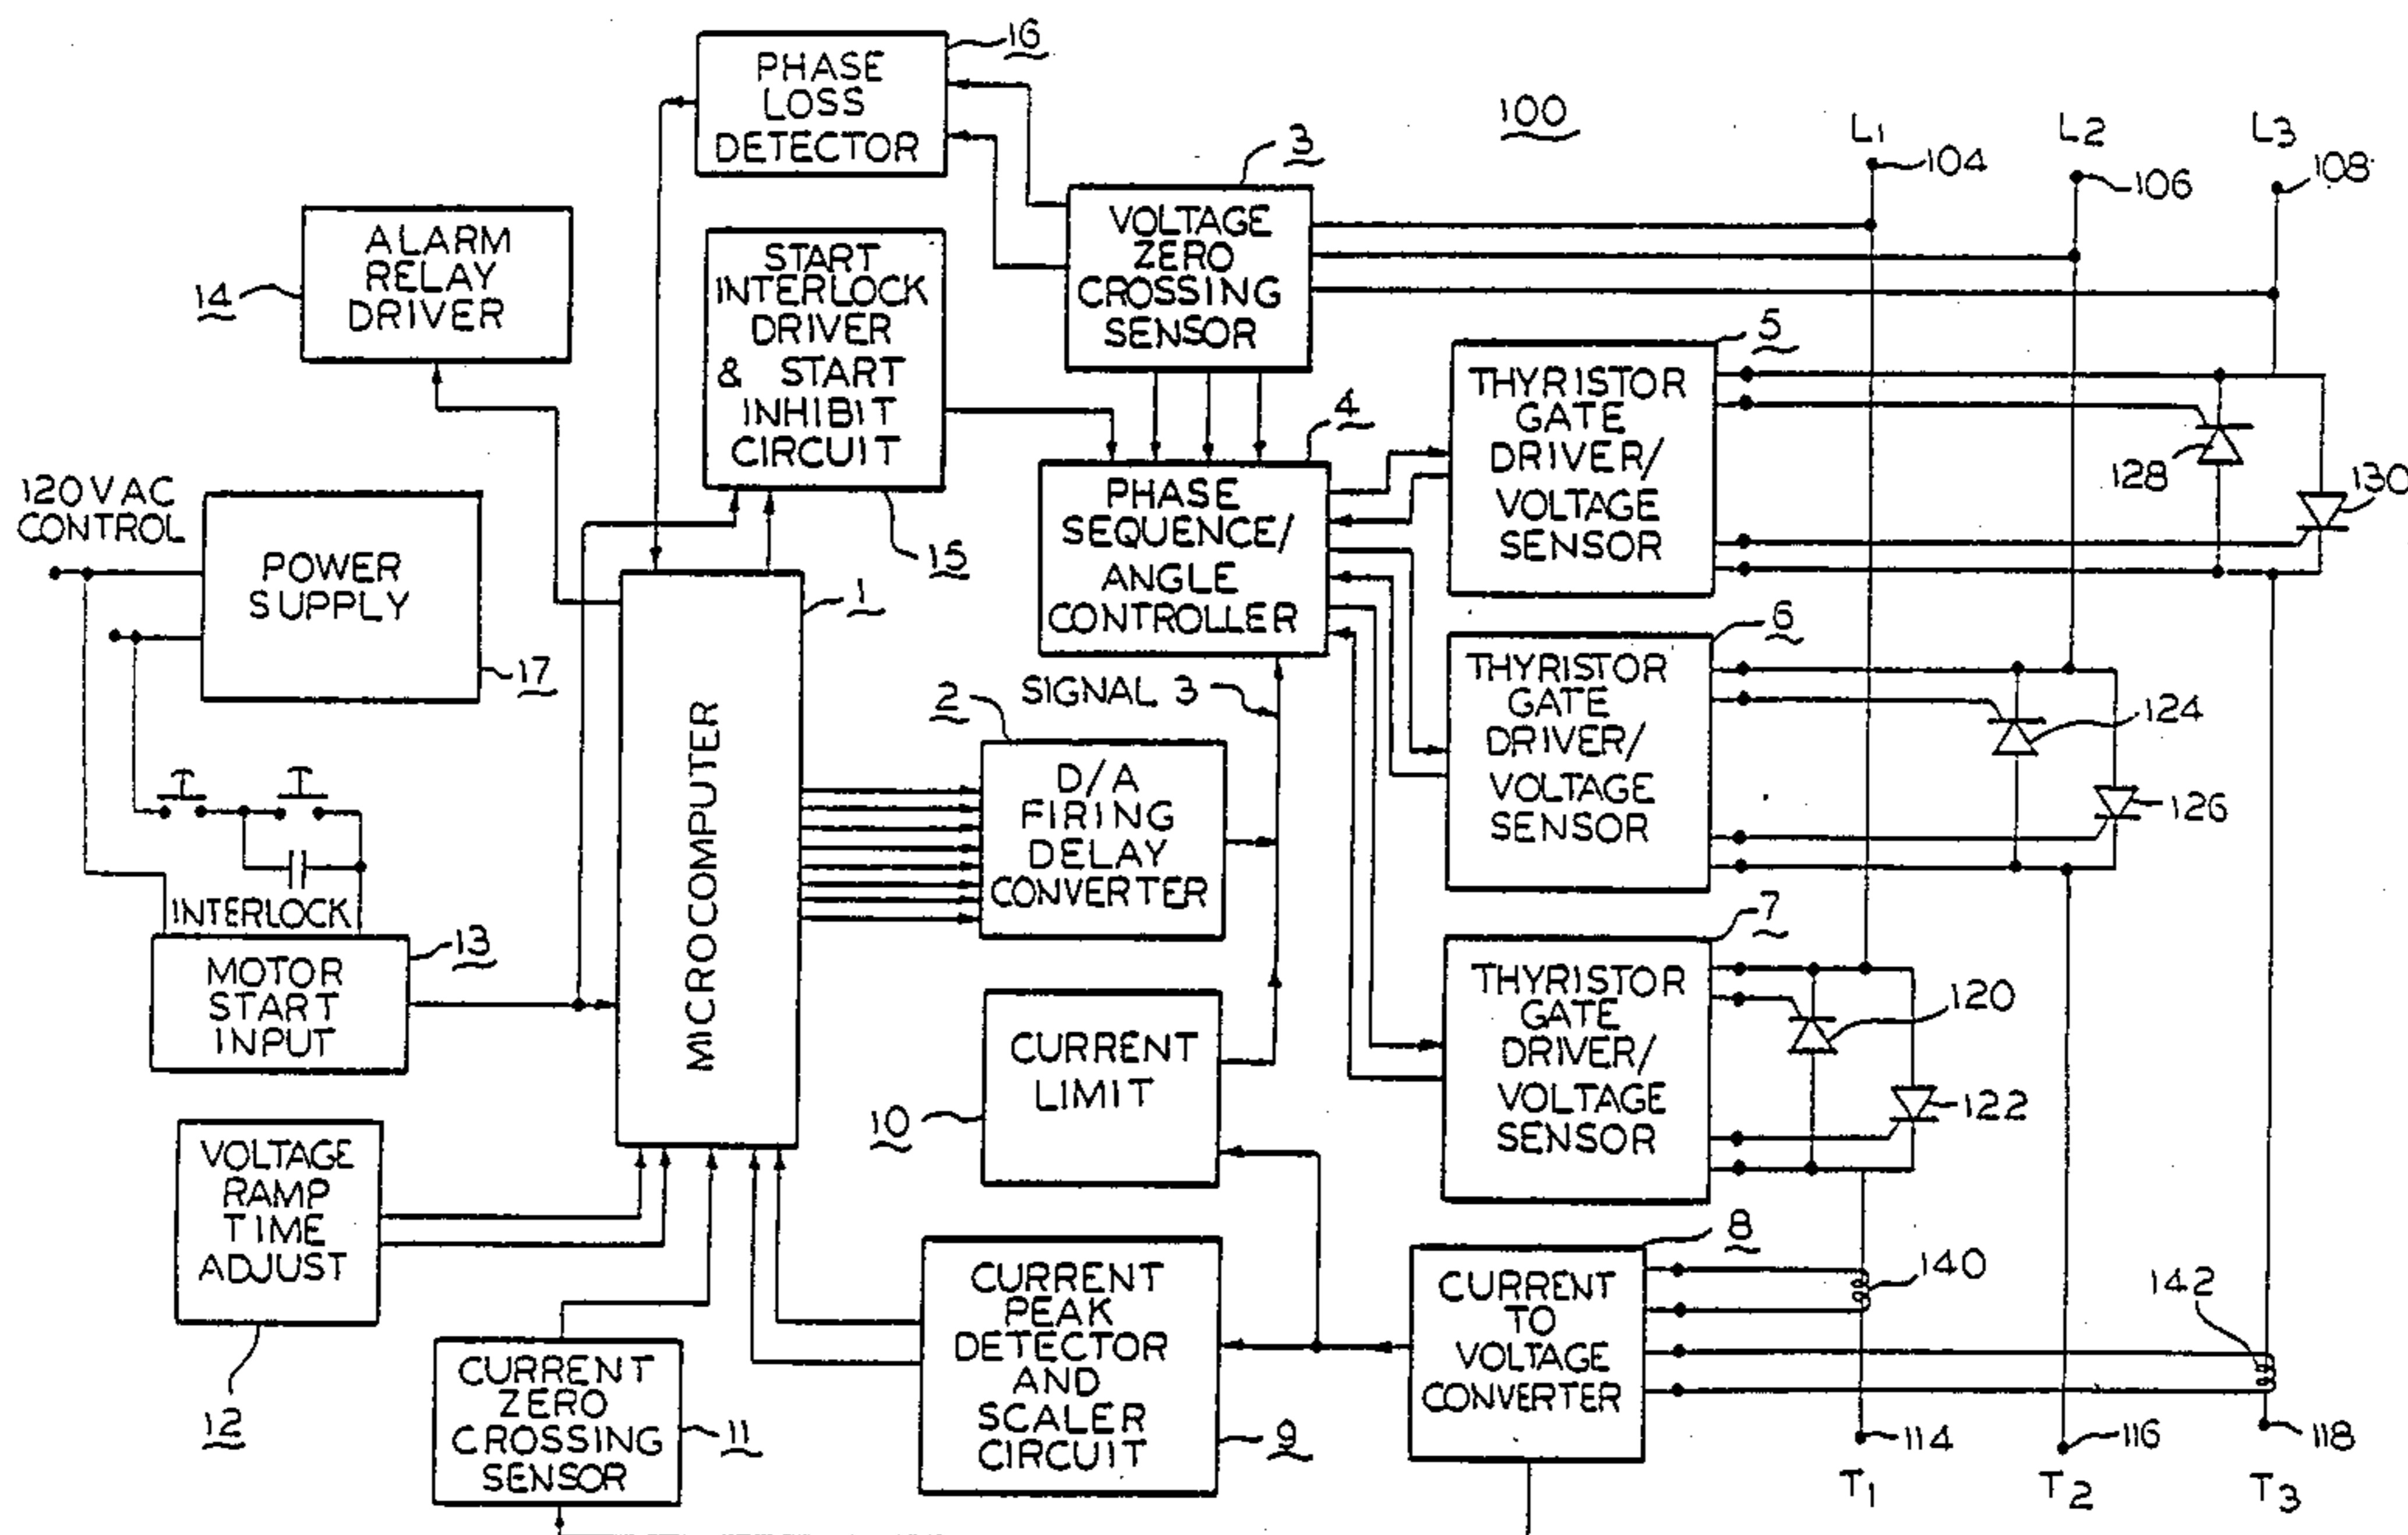 16
PHASE
LOSS
DETECTOR
100
L1
L2
L3
104
106
108
3
VOLTAGE
ZERO
CROSSING
SENSOR
ALARM
RELAY
DRIVER
14
START
INTERLOCK
DRIVER
& START
INHIBIT
CIRCUIT
15
5
THYRISTOR
GATE
DRIVER/
VOLTAGE
SENSOR
128
130
4
PHASE
SEQUENCE/
ANGLE
CONTROLLER
120 VAC
CONTROL
POWER
SUPPLY
17
1
MICROCOMPUTER
SIGNAL 3
2
D/A
FIRING
DELAY
CONVERTER
6
THYRISTOR
GATE
DRIVER/
VOLTAGE
SENSOR
124
126
INTERLOCK
13
MOTOR
START
INPUT
CURRENT
LIMIT
10
7
THYRISTOR
GATE
DRIVER/
VOLTAGE
SENSOR
120
122
VOLTAGE
RAMP
TIME
ADJUST
12
CURRENT
ZERO
CROSSING
SENSOR
11
CURRENT
PEAK
DETECTOR
AND
SCALER
CIRCUIT
9
8
CURRENT
TO
VOLTAGE
CONVERTER
140
142
114
116
118
T1
T2
T3